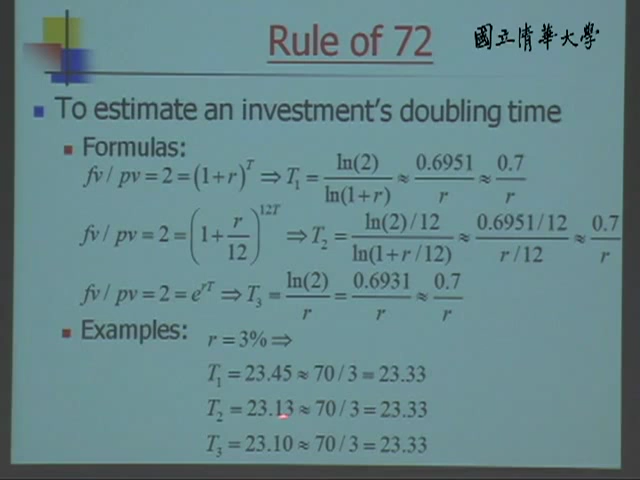 Rule of 72
國立清華大學
To estimate an investment's doubling time
Formulas:
fv / pv = 2 = (1+r)^T ⇒ T₁ = ln(2) / ln(1+r) ≈ 0.6951 / r ≈ 0.7 / r
fv / pv = 2 = (1 + r/12)^12T ⇒ T₂ = ln(2)/12 / ln(1+r/12) ≈ 0.6951/12 / r/12 ≈ 0.7 / r
fv / pv = 2 = e^rT ⇒ T₃ = ln(2) / r = 0.6931 / r ≈ 0.7 / r
Examples:
r = 3% ⇒
T₁ = 23.45 ≈ 70/3 = 23.33
T₂ = 23.13 ≈ 70/3 = 23.33
T₃ = 23.10 ≈ 70/3 = 23.33